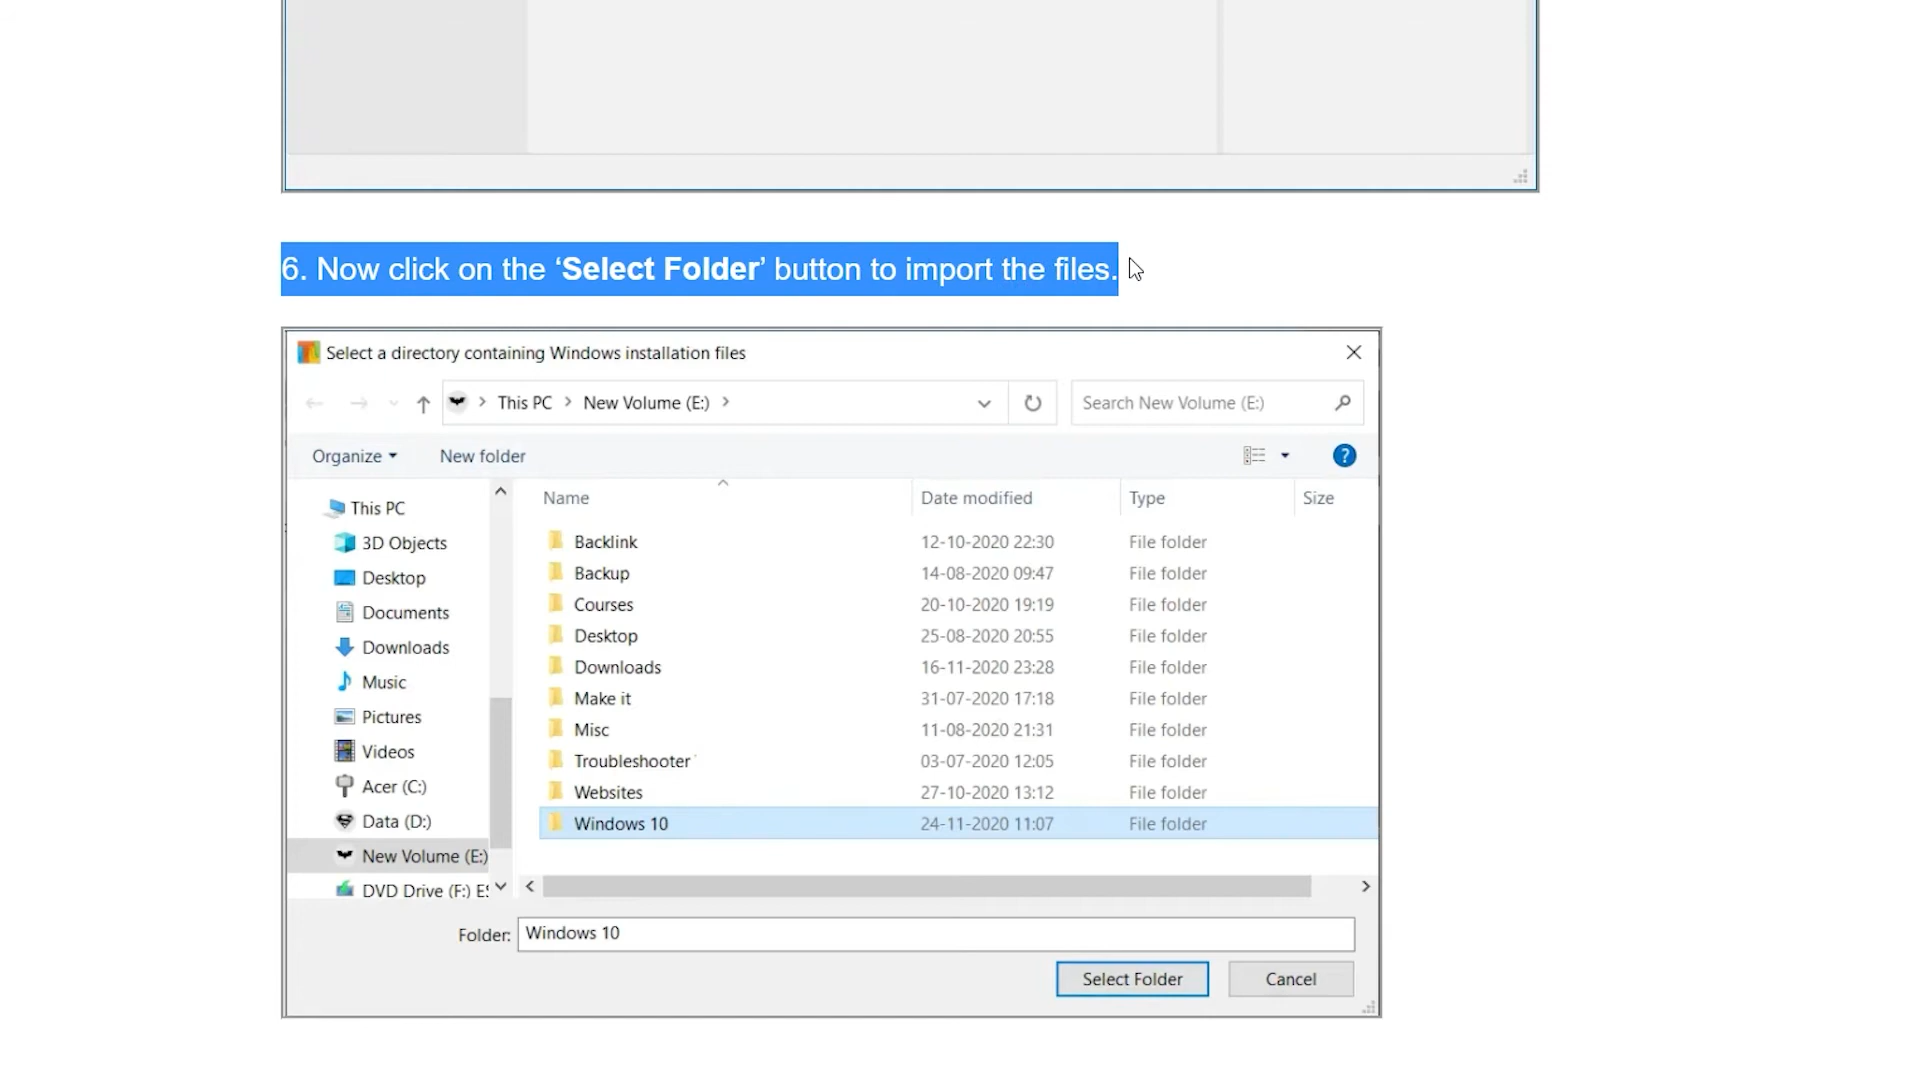 6. Now click on the ‘Select Folder’ button to import the files.
Select a directory containing Windows installation files
This PC
New Volume (E:)
Search New Volume (E:)
Organize
New folder
?
Name
Date modified
Type
Size
This PC
3D Objects
Desktop
Documents
Downloads
Music
Pictures
Videos
Acer (C:)
Data (D:)
New Volume (E:)
DVD Drive (F:)
Backlink 12-10-2020 22:30 File folder
Backup 14-08-2020 09:47 File folder
Courses 20-10-2020 19:19 File folder
Desktop 25-08-2020 20:55 File folder
Downloads 16-11-2020 23:28 File folder
Make it 31-07-2020 17:18 File folder
Misc 11-08-2020 21:31 File folder
Troubleshooter 03-07-2020 12:05 File folder
Websites 27-10-2020 13:12 File folder
Windows 10 24-11-2020 11:07 File folder
Folder: Windows 10
Select Folder
Cancel